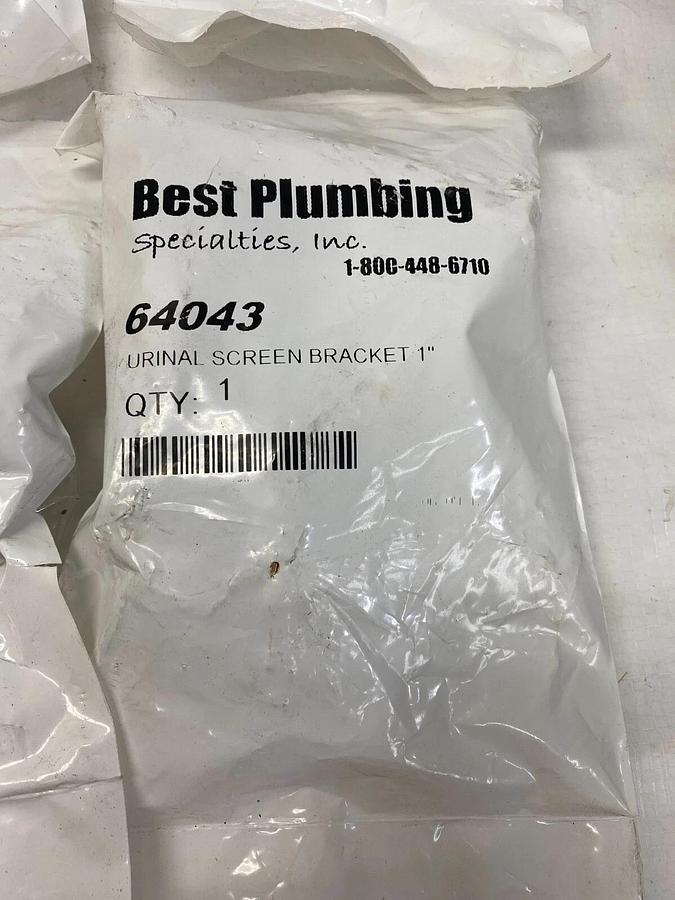 Best Plumbing
Specialties, Inc.
1-800-448-6710
64043
URINAL SCREEN BRACKET 1"
QTY: 1